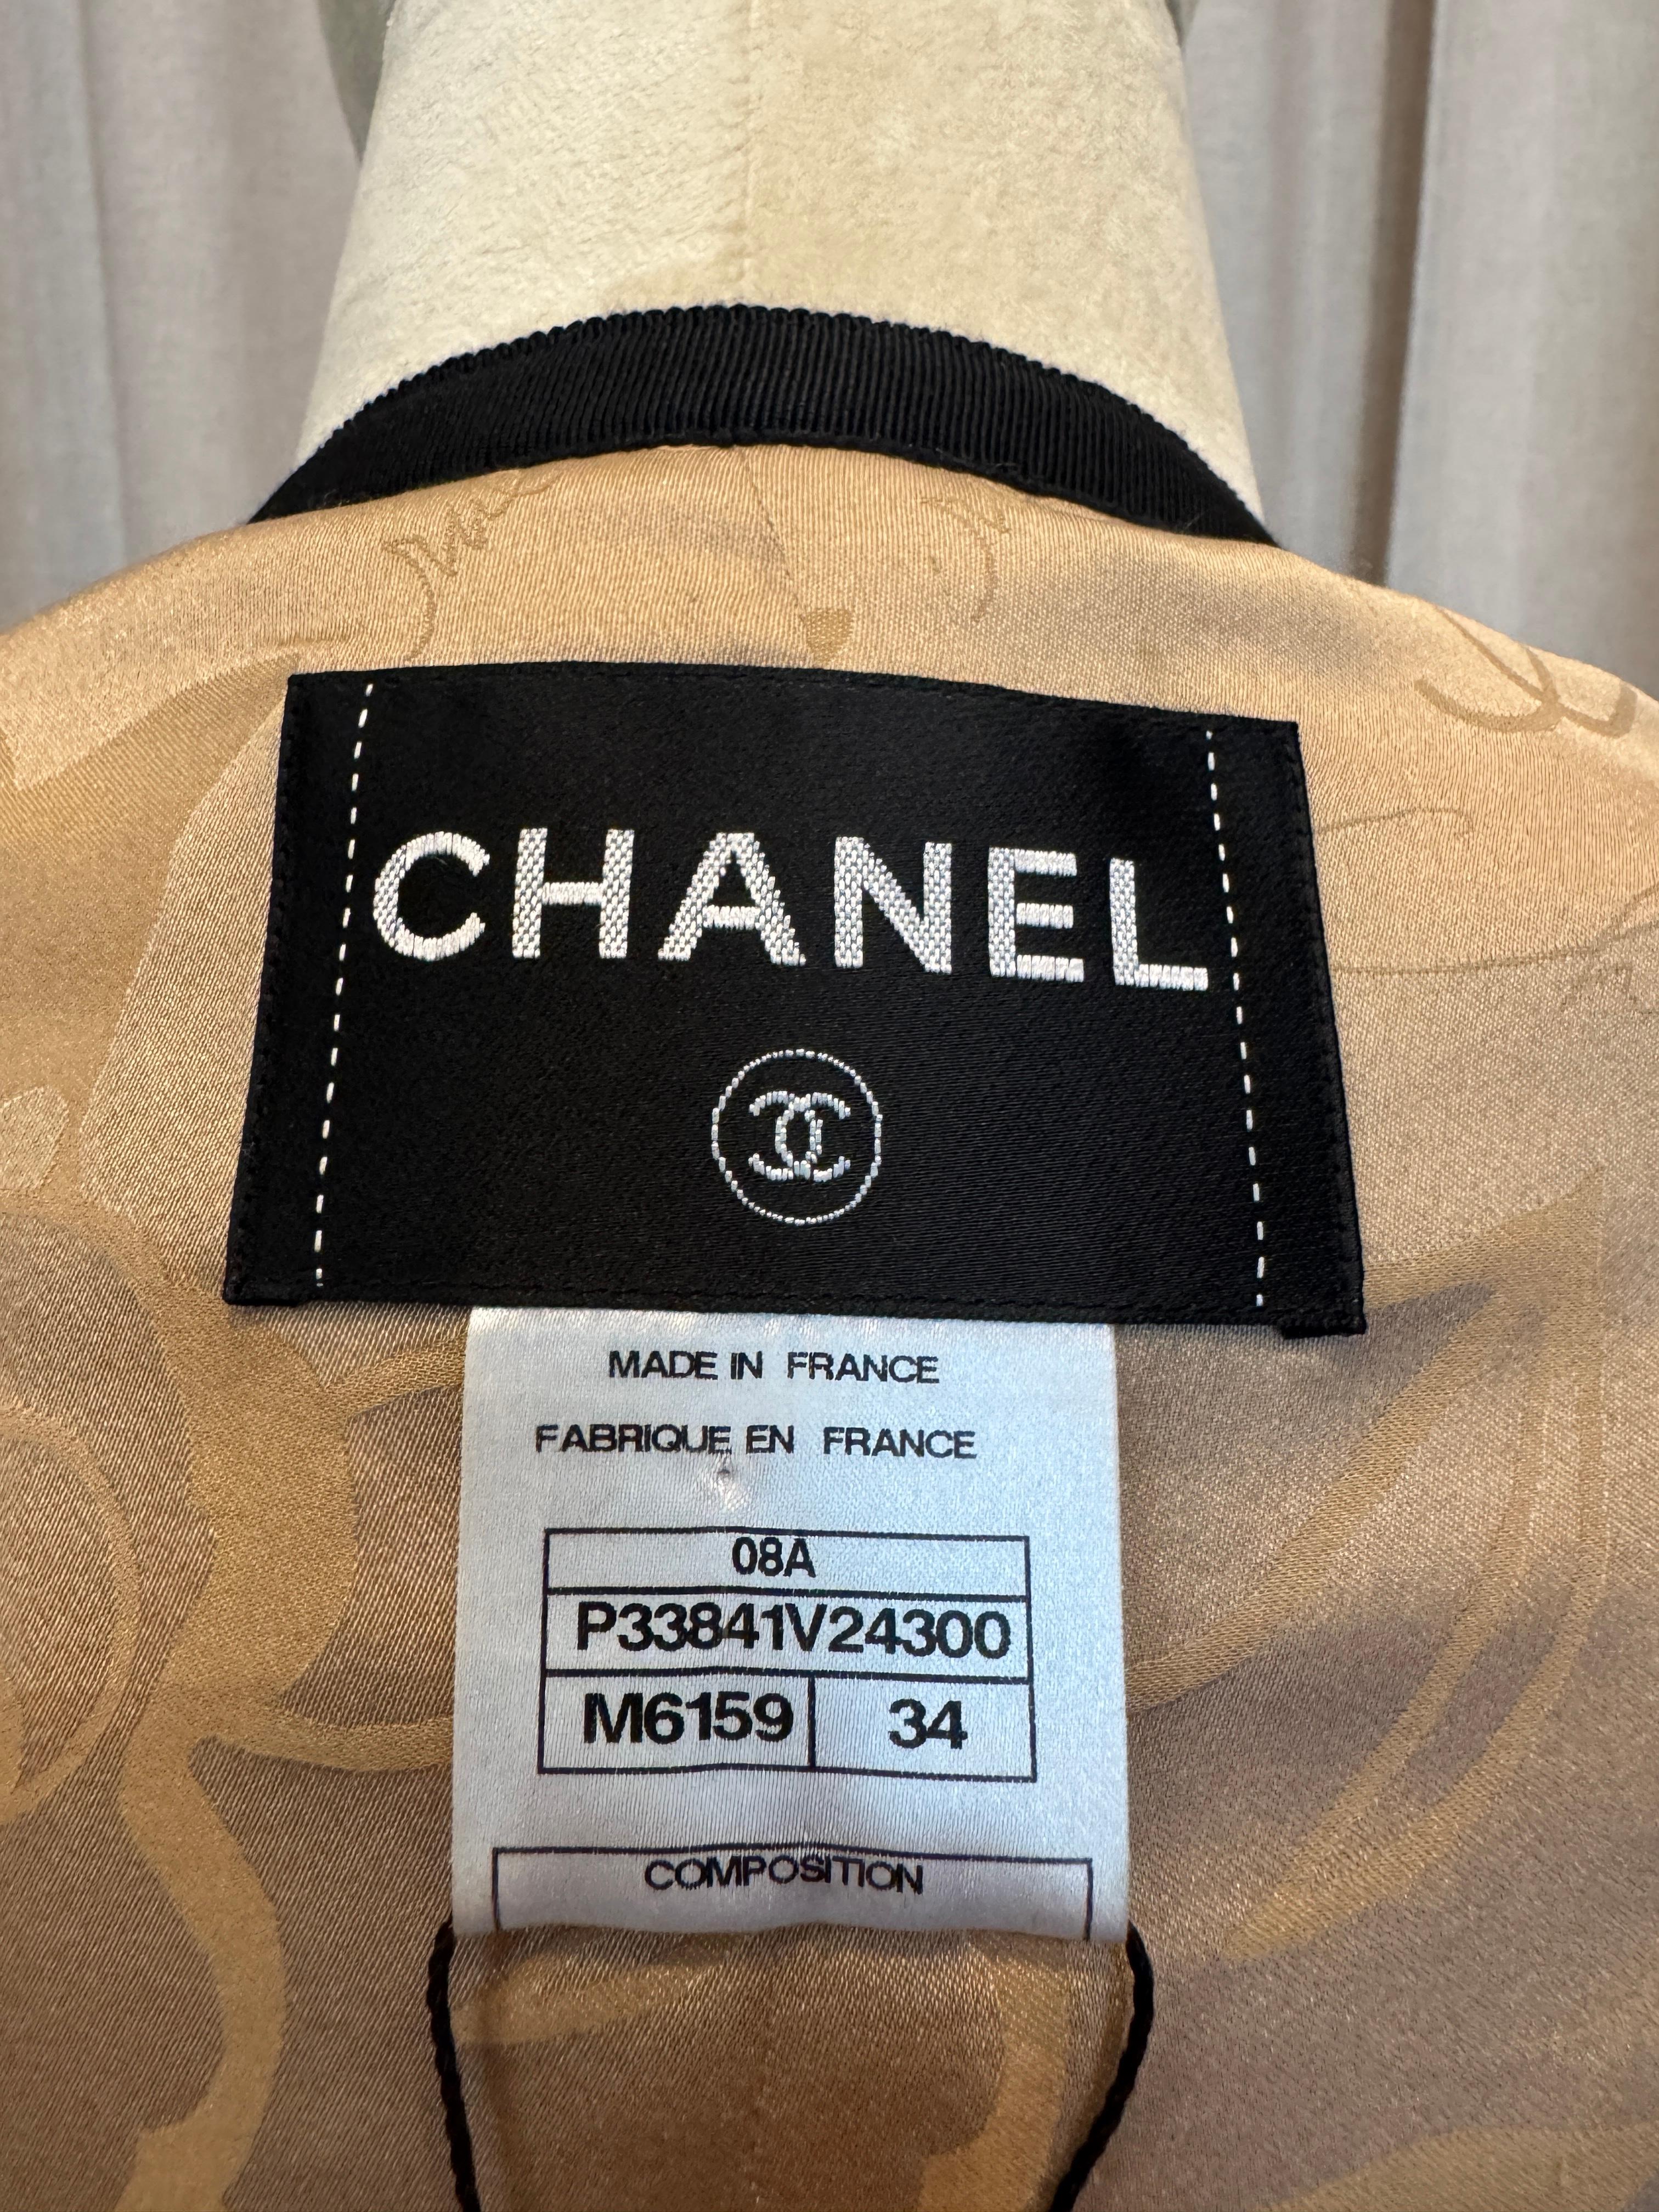 CHANEL
MADE IN FRANCE
FABRIQUE EN FRANCE
08A
P33841V24300
M6159 34
COMPOSITION